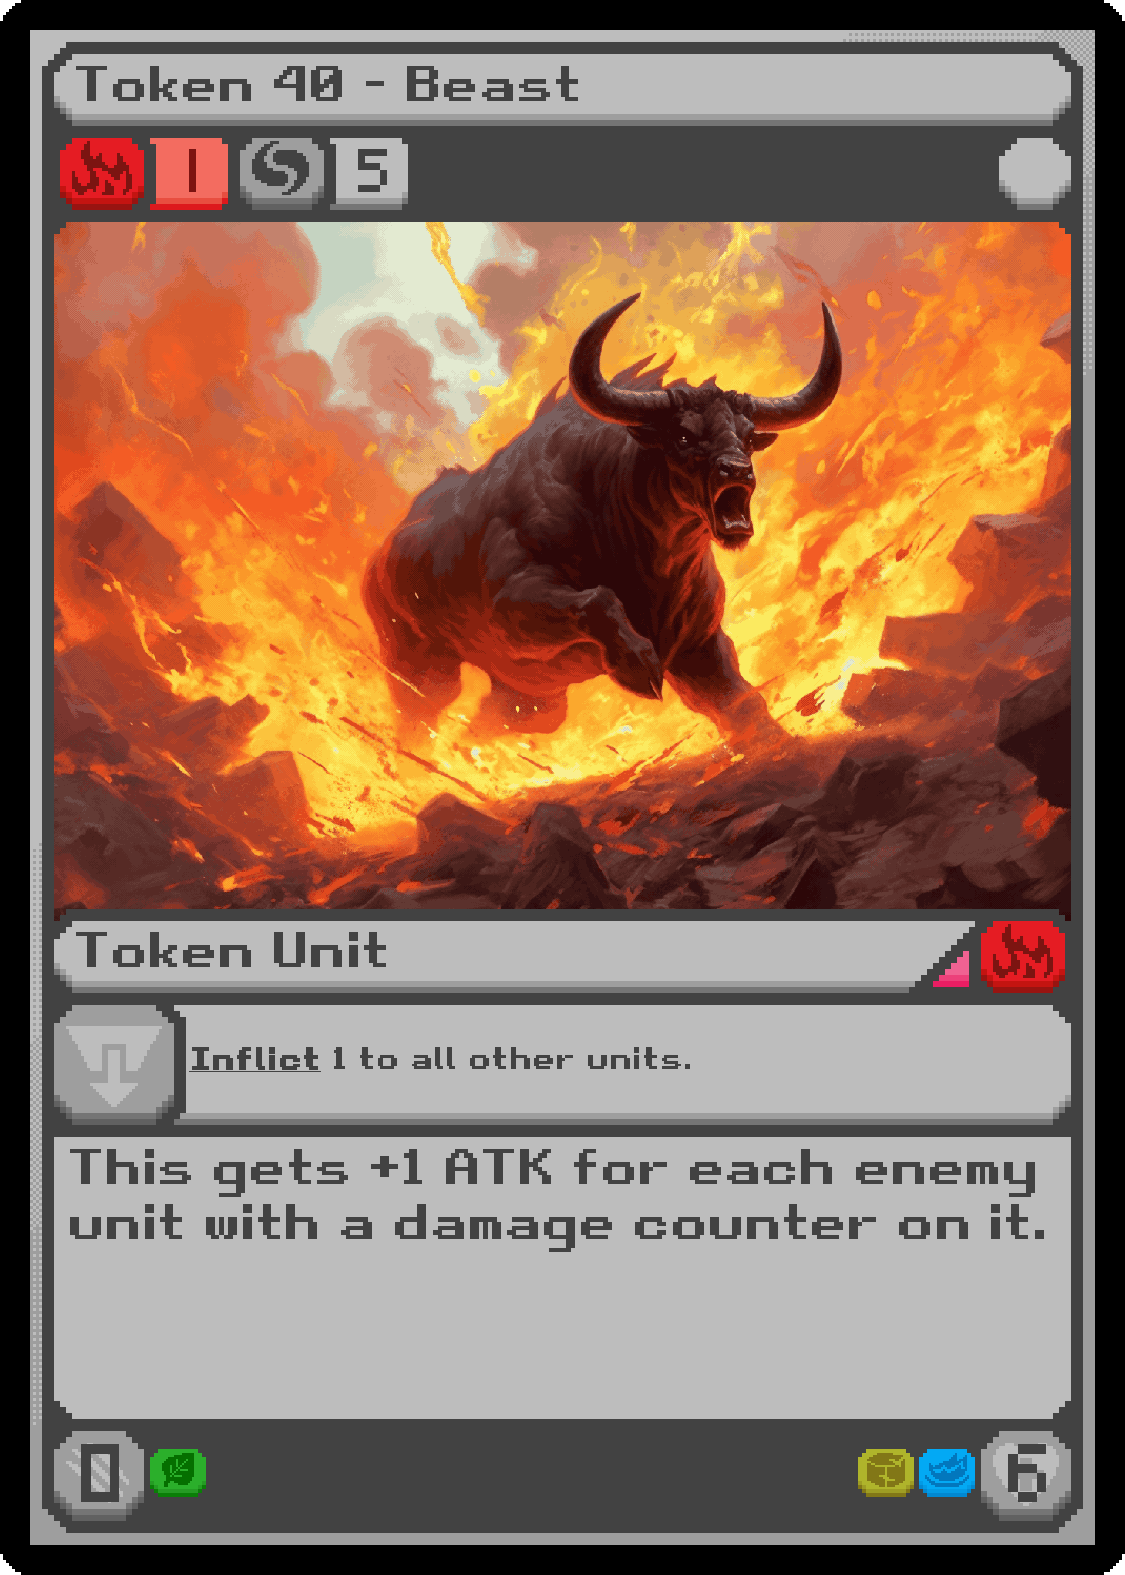 Token 40 - Beast
1 5
Token Unit
Inflict 1 to all other units.
This gets +1 ATK for each enemy
unit with a damage counter on it.
0 6